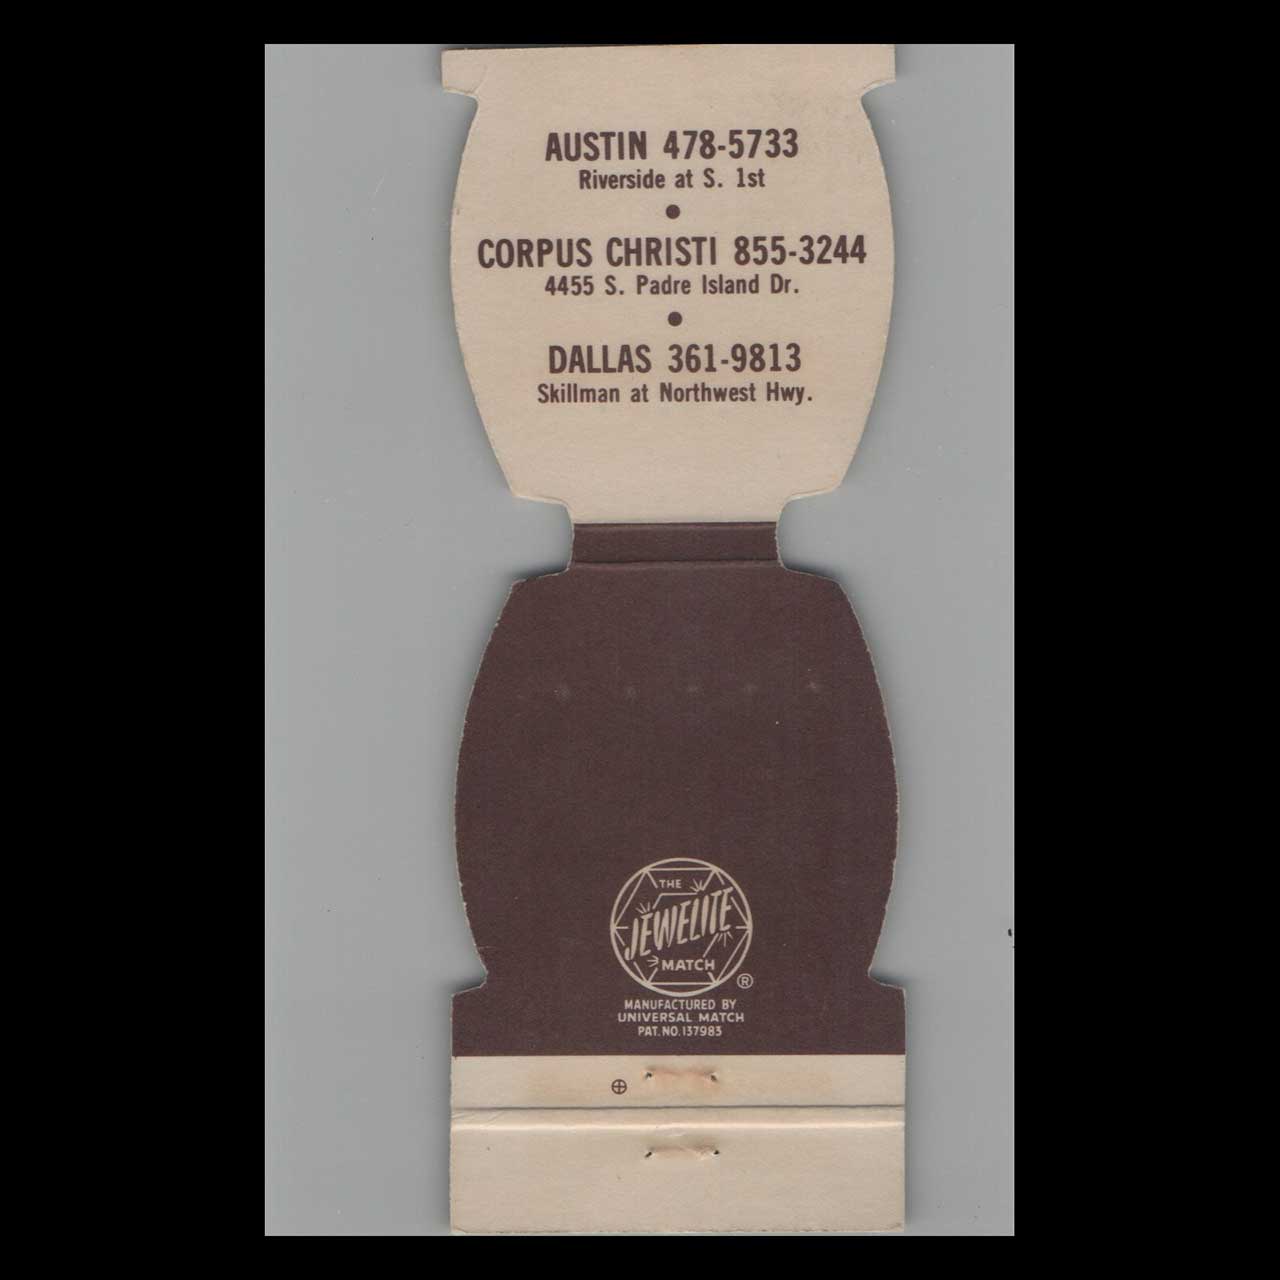 AUSTIN 478-5733
Riverside at S. 1st
●
CORPUS CHRISTI 855-3244
4455 S. Padre Island Dr.
●
DALLAS 361-9813
Skillman at Northwest Hwy.
THE
JEWELITE
MATCH
®
MANUFACTURED BY
UNIVERSAL MATCH
PAT. NO. 137983